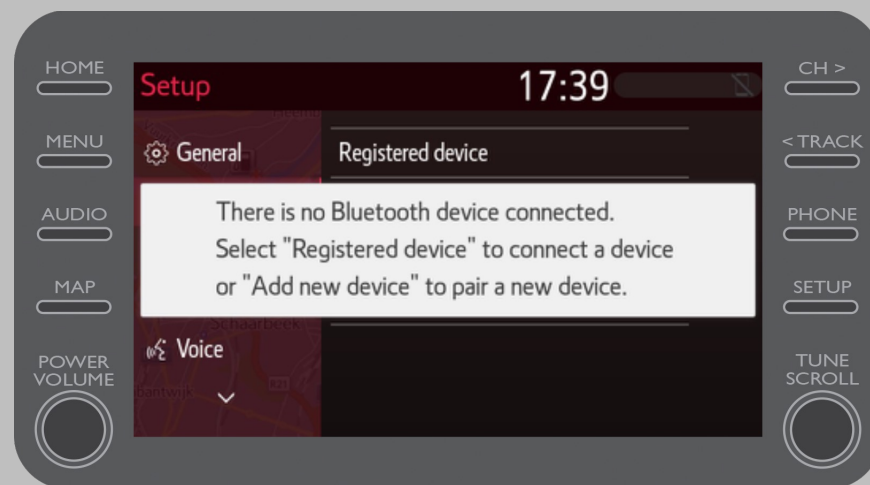 HOME
MENU
AUDIO
MAP
POWER
VOLUME
Setup
17:39
General
Registered device
There is no Bluetooth device connected.
Select "Registered device" to connect a device
or "Add new device" to pair a new device.
Schaarbeek
Voice
R21
CH >
< TRACK
PHONE
SETUP
TUNE
SCROLL